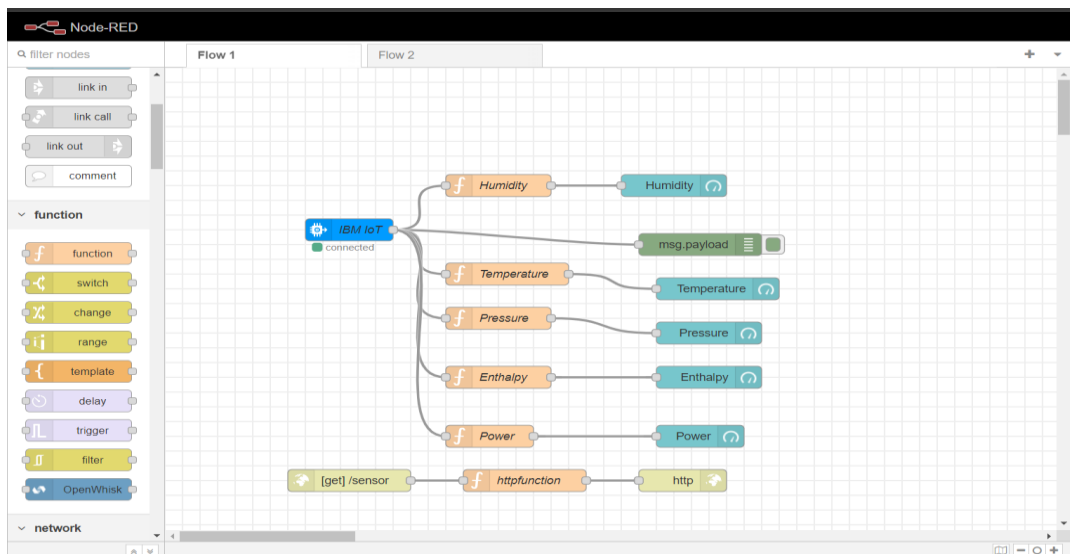 Node-RED
filter nodes
Flow 1
Flow 2
link in
link call
link out
comment
function
function
switch
change
range
template
delay
trigger
filter
OpenWhisk
network
Humidity
Humidity
IBM IoT
connected
msg.payload
Temperature
Temperature
Pressure
Pressure
Enthalpy
Enthalpy
Power
Power
[get] /sensor
httpfunction
http